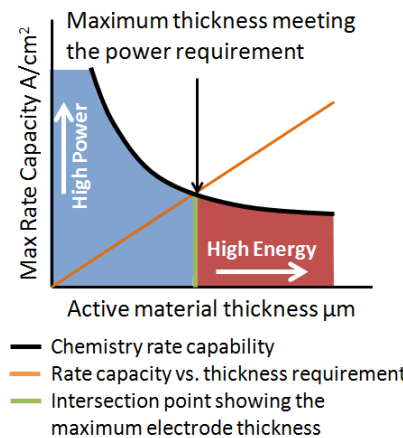 Maximum thickness meeting
the power requirement
Max Rate Capacity A/cm²
High Power
High Energy
Active material thickness µm
Chemistry rate capability
Rate capacity vs. thickness requirement
Intersection point showing the
maximum electrode thickness